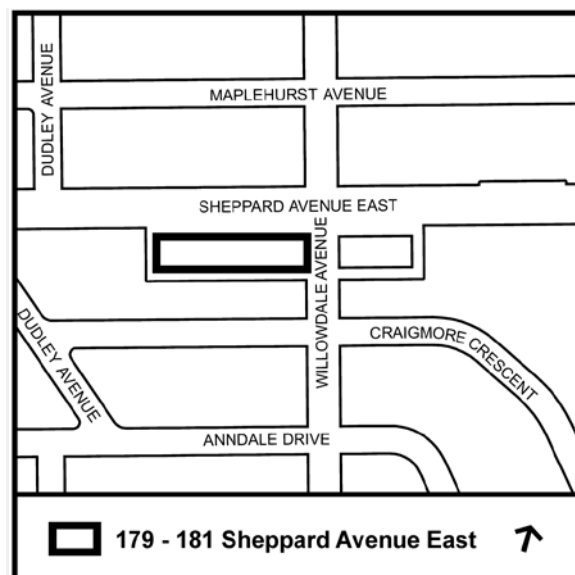 DUDLEY AVENUE
MAPLEHURST AVENUE
SHEPPARD AVENUE EAST
WILLOWDALE AVENUE
DUDLEY AVENUE
CRAIGMORE CRESCENT
ANNDALE DRIVE
179 - 181 Sheppard Avenue East